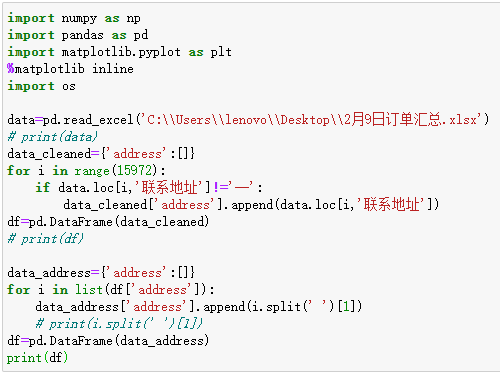 import numpy as np
import pandas as pd
import matplotlib.pyplot as plt
%matplotlib inline
import os

data=pd.read_excel('C:\\Users\\lenovo\\Desktop\\2月9日订单汇总.xlsx')
# print(data)
data_cleaned={'address':[]}
for i in range(15972):
    if data.loc[i,'联系地址']!='—':
        data_cleaned['address'].append(data.loc[i,'联系地址'])
df=pd.DataFrame(data_cleaned)
# print(df)

data_address={'address':[]}
for i in list(df['address']):
    data_address['address'].append(i.split(' ')[1])
    # print(i.split(' ')[1])
df=pd.DataFrame(data_address)
print(df)